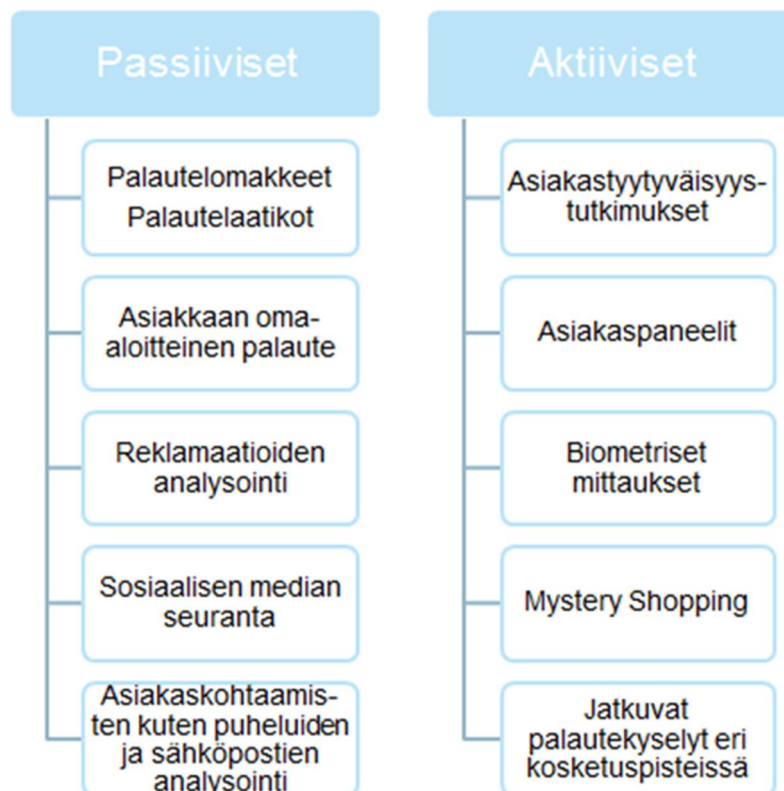 Passiiviset
Palautelomakkeet
Palautelaatikot
Asiakkaan oma-
aloitteinen palaute
Reklamaatioiden
analysointi
Sosiaalisen median
seuranta
Asiakaskohtaamis-
ten kuten puheluiden
ja sähköpostien
analysointi
Aktiiviset
Asiakastyytyväisyys-
tutkimukset
Asiakaspaneelit
Biometriset
mittaukset
Mystery Shopping
Jatkuvat
palautekyselyt eri
kosketuspisteissä